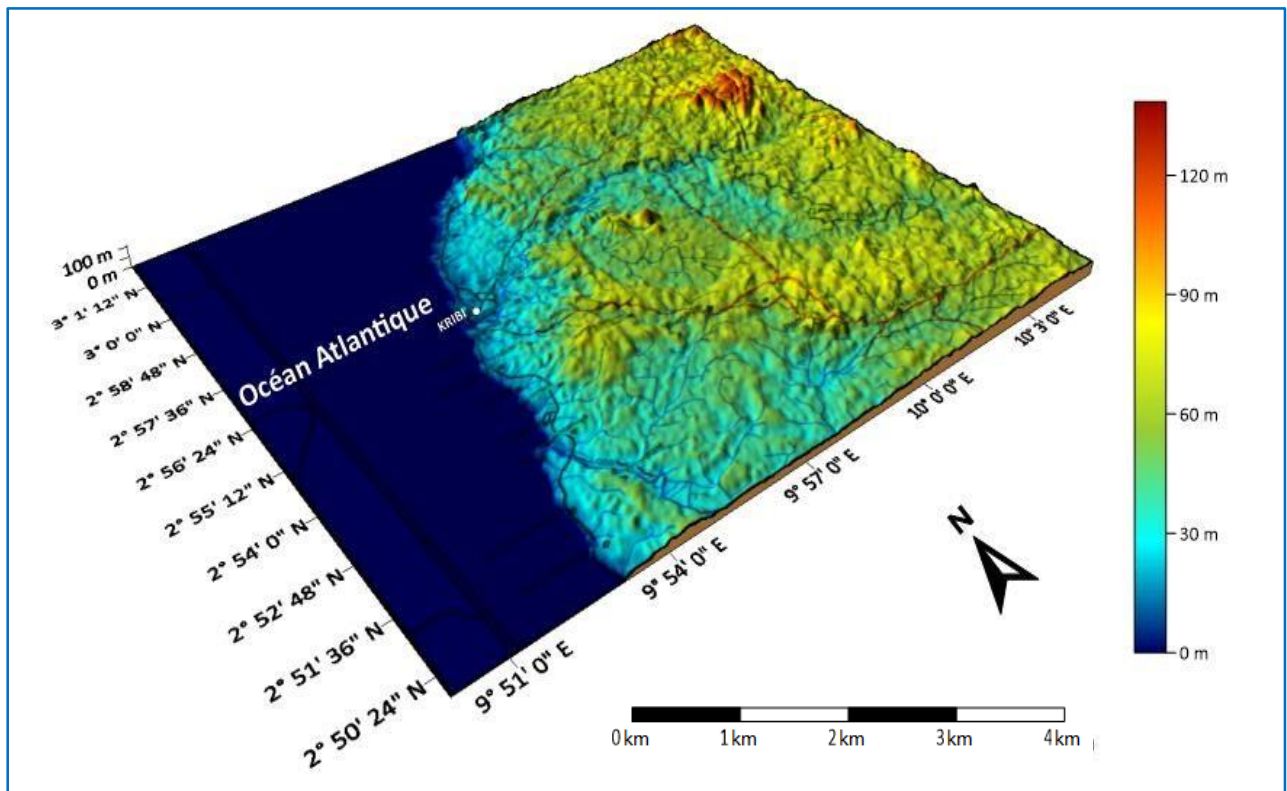 120 m
90 m
60 m
30 m
0 m
100 m
0 m
3° 1' 12" N
3° 0' 0" N
2° 58' 48" N
2° 57' 36" N
2° 56' 24" N
2° 55' 12" N
2° 54' 0" N
2° 52' 48" N
2° 51' 36" N
2° 50' 24" N
Océan Atlantique
KRIBI
9° 51' 0" E
9° 54' 0" E
9° 57' 0" E
10° 0' 0" E
10° 3' 0" E
N
0 km 1 km 2 km 3 km 4 km